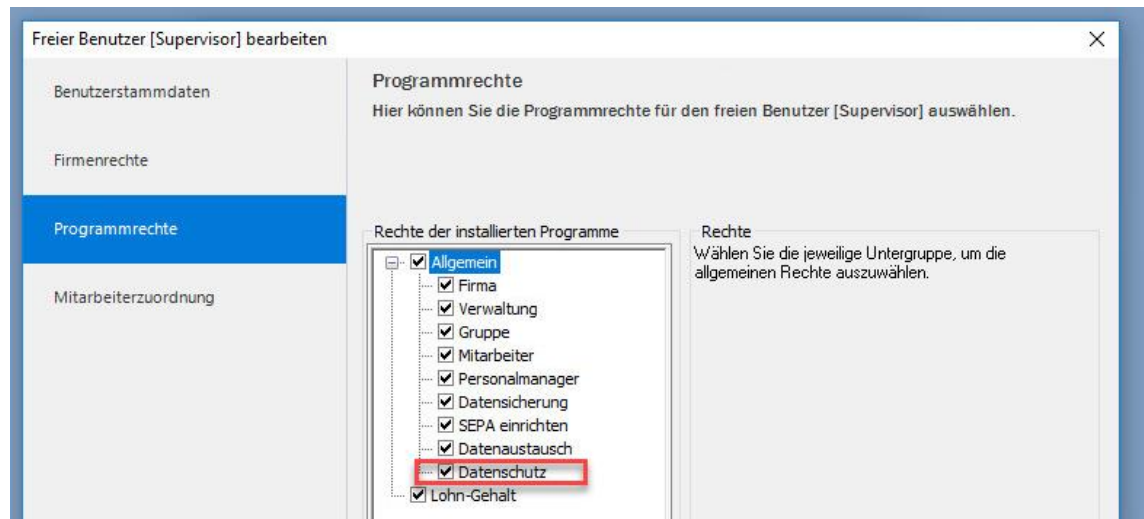 Freier Benutzer [Supervisor] bearbeiten
Benutzerstammdaten
Firmenrechte
Programmrechte
Mitarbeiterzuordnung
Programmrechte
Hier können Sie die Programmrechte für den freien Benutzer [Supervisor] auswählen.
Rechte der installierten Programme
Allgemein
Firma
Verwaltung
Gruppe
Mitarbeiter
Personalmanager
Datensicherung
SEPA einrichten
Datenaustausch
Datenschutz
Lohn-Gehalt
Rechte
Wählen Sie die jeweilige Untergruppe, um die
allgemeinen Rechte auszuwählen.